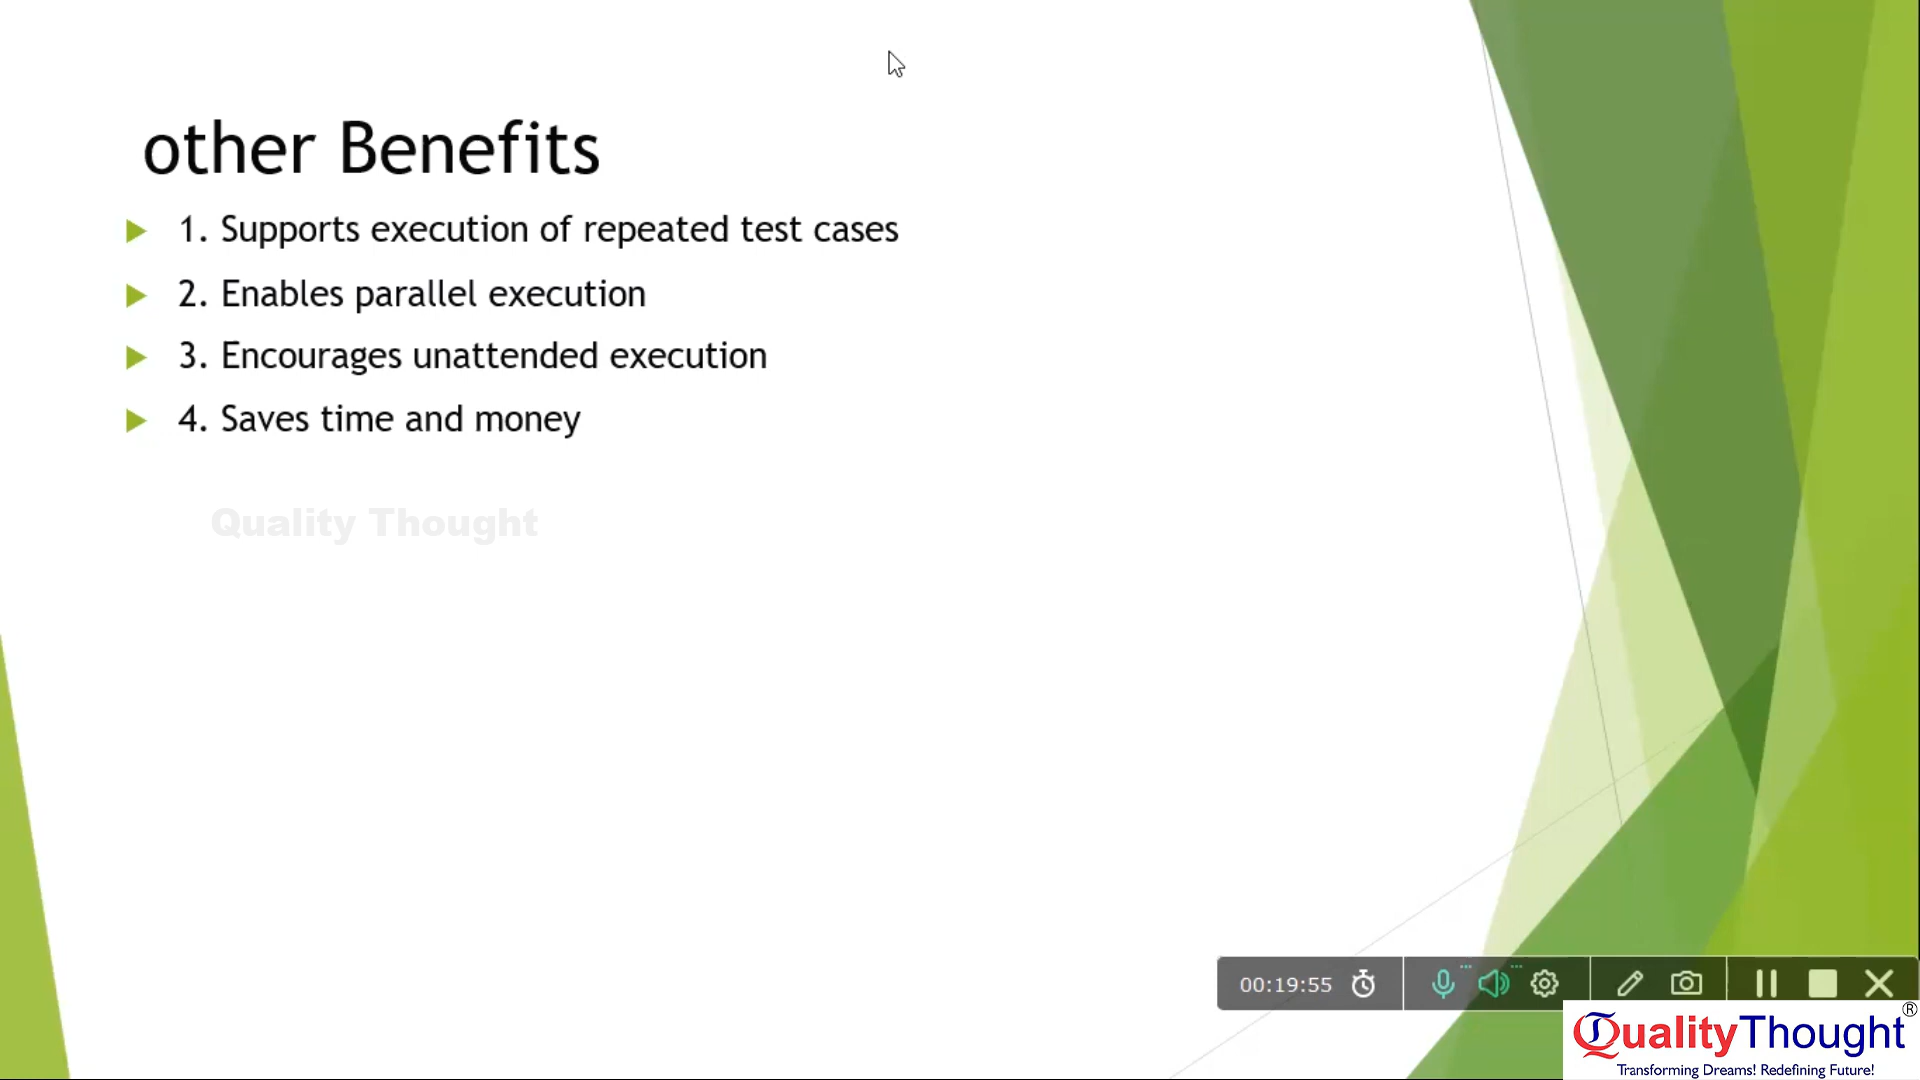 other Benefits
1. Supports execution of repeated test cases
2. Enables parallel execution
3. Encourages unattended execution
4. Saves time and money
Quality Thought
00:19:55
QualityThought®
Transforming Dreams! Redefining Future!